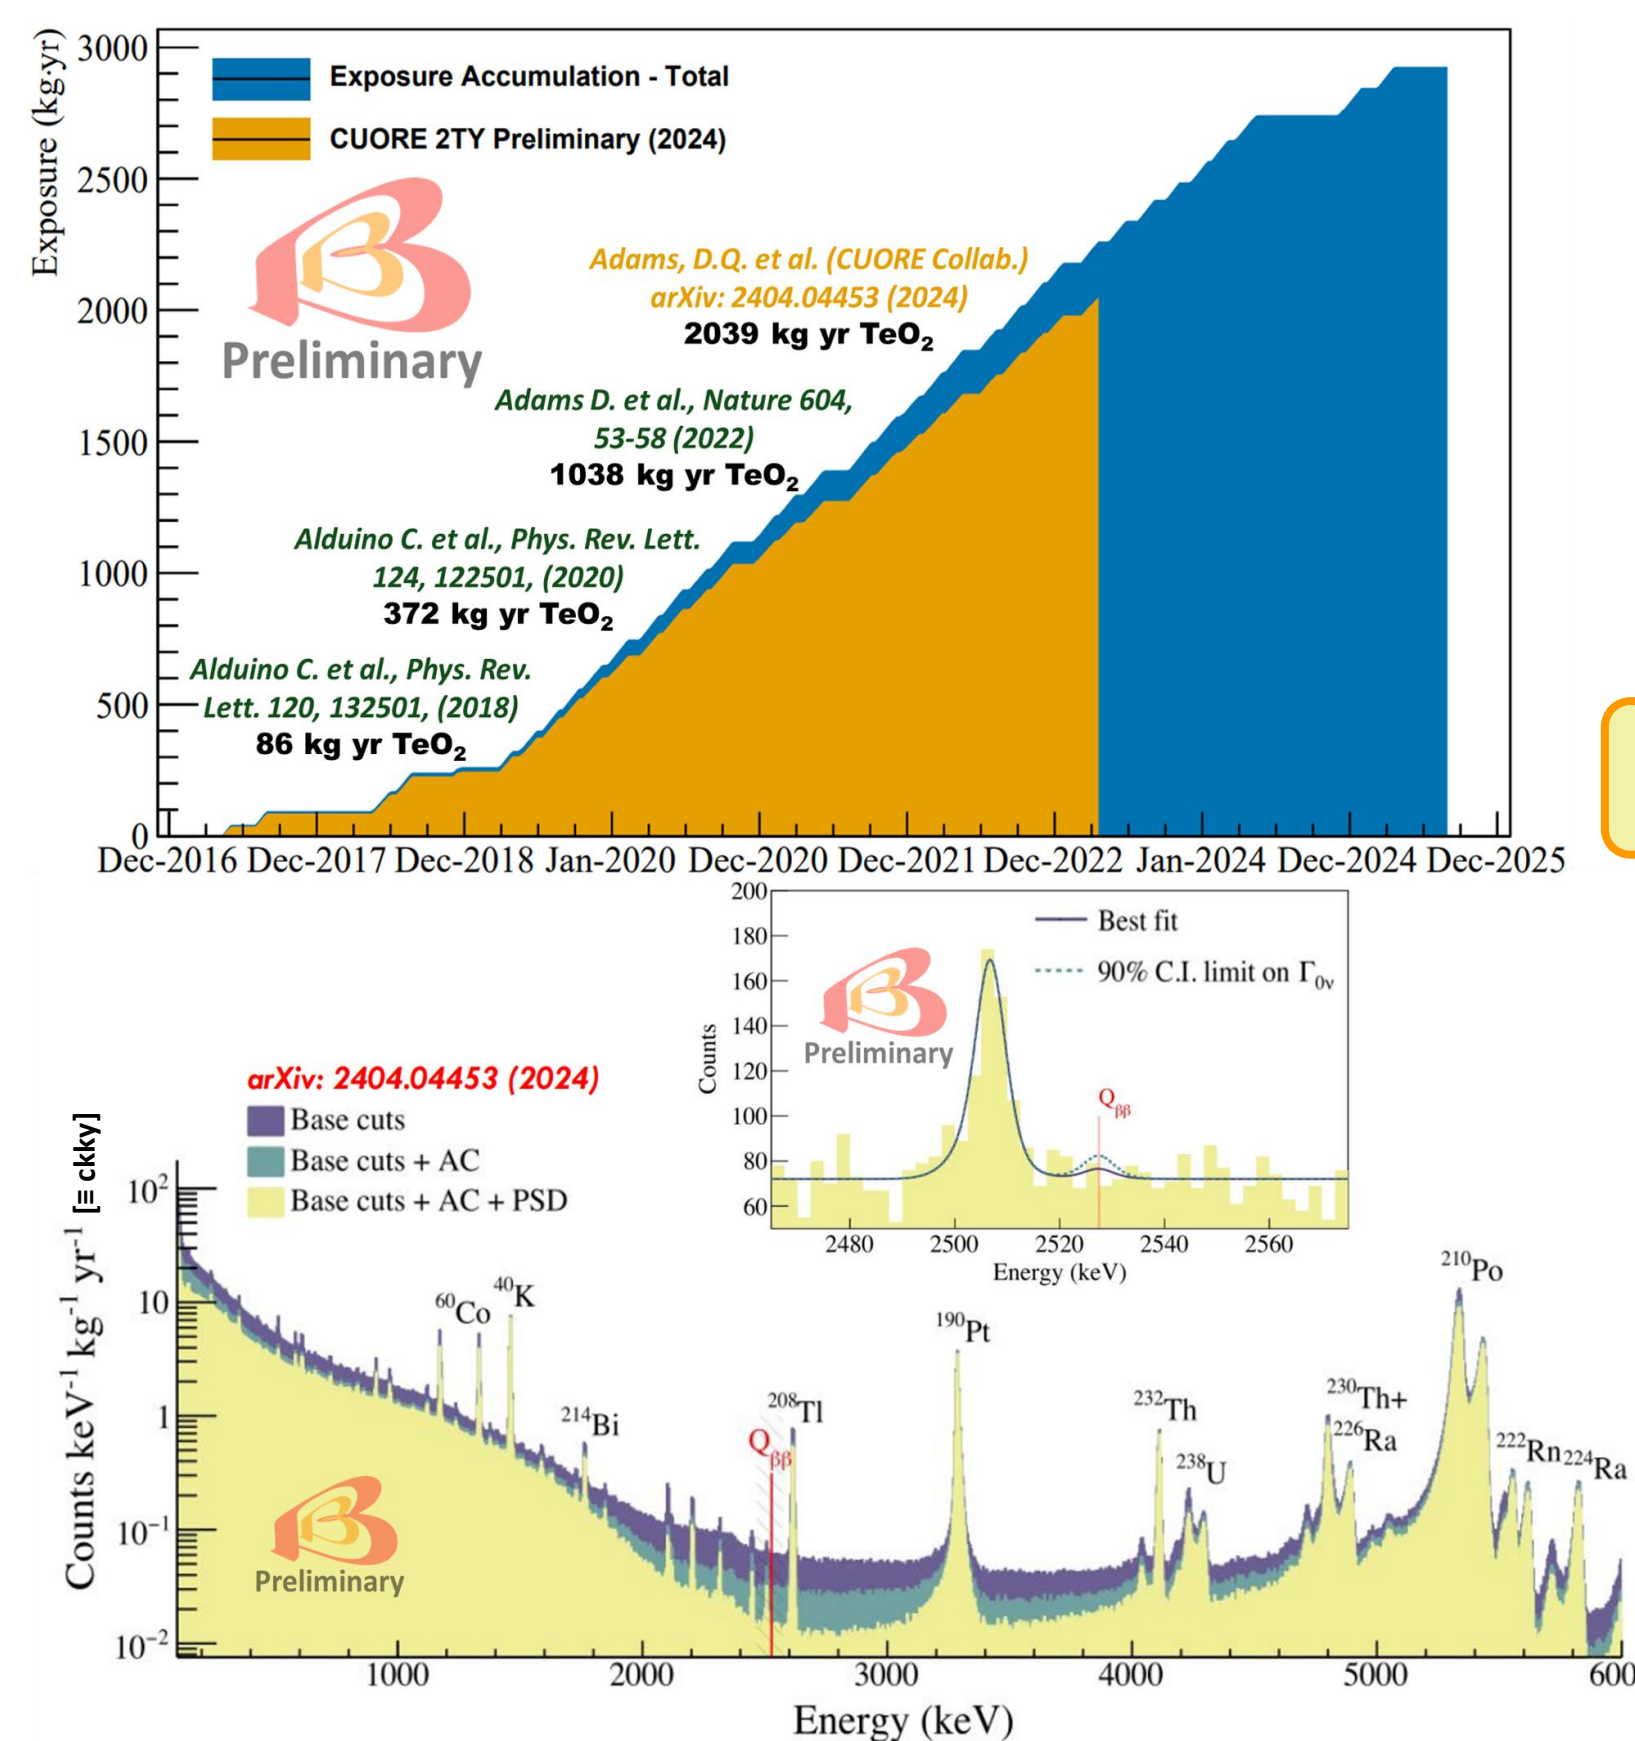 Exposure (kg·yr)
3000
2500
2000
1500
1000
500
0
Exposure Accumulation - Total
CUORE 2TY Preliminary (2024)
Preliminary
Adams, D.Q. et al. (CUORE Collab.)
arXiv: 2404.04453 (2024)
2039 kg yr TeO₂
Adams D. et al., Nature 604,
53-58 (2022)
1038 kg yr TeO₂
Alduino C. et al., Phys. Rev. Lett.
124, 122501, (2020)
372 kg yr TeO₂
Alduino C. et al., Phys. Rev.
Lett. 120, 132501, (2018)
86 kg yr TeO₂
Dec-2016 Dec-2017 Dec-2018 Jan-2020 Dec-2020 Dec-2021 Dec-2022 Jan-2024 Dec-2024 Dec-2025
Counts
200
180
160
140
120
100
80
60
Best fit
90% C.I. limit on Γ₀ᵥ
Preliminary
Qββ
2480 2500 2520 2540 2560
Energy (keV)
arXiv: 2404.04453 (2024)
Base cuts
Base cuts + AC
Base cuts + AC + PSD
Counts keV⁻¹ kg⁻¹ yr⁻¹ [≡ ckky]
10²
10
1
10⁻¹
10⁻²
⁶⁰Co
⁴⁰K
²¹⁴Bi
Qββ
²⁰⁸Tl
¹⁹⁰Pt
²³²Th
²³⁸U
²³⁰Th+
²²⁶Ra
²¹⁰Po
²²²Rn
²²⁴Ra
Preliminary
1000 2000 3000 4000 5000 600
Energy (keV)